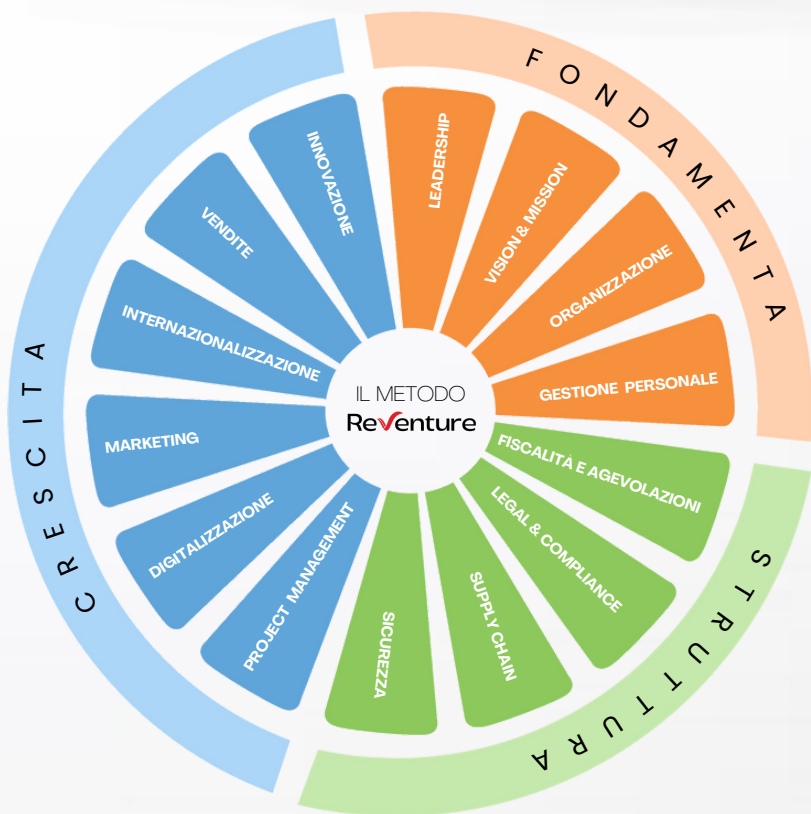 FONDAMENTA
LEADERSHIP
VISION & MISSION
ORGANIZZAZIONE
GESTIONE PERSONALE
STRUTTURA
FISCALITÀ E AGEVOLAZIONI
LEGAL & COMPLIANCE
SUPPLY CHAIN
SICUREZZA
CRESCITA
PROJECT MANAGEMENT
DIGITALIZZAZIONE
MARKETING
INTERNAZIONALIZZAZIONE
VENDITE
INNOVAZIONE
IL METODO
ReVenture